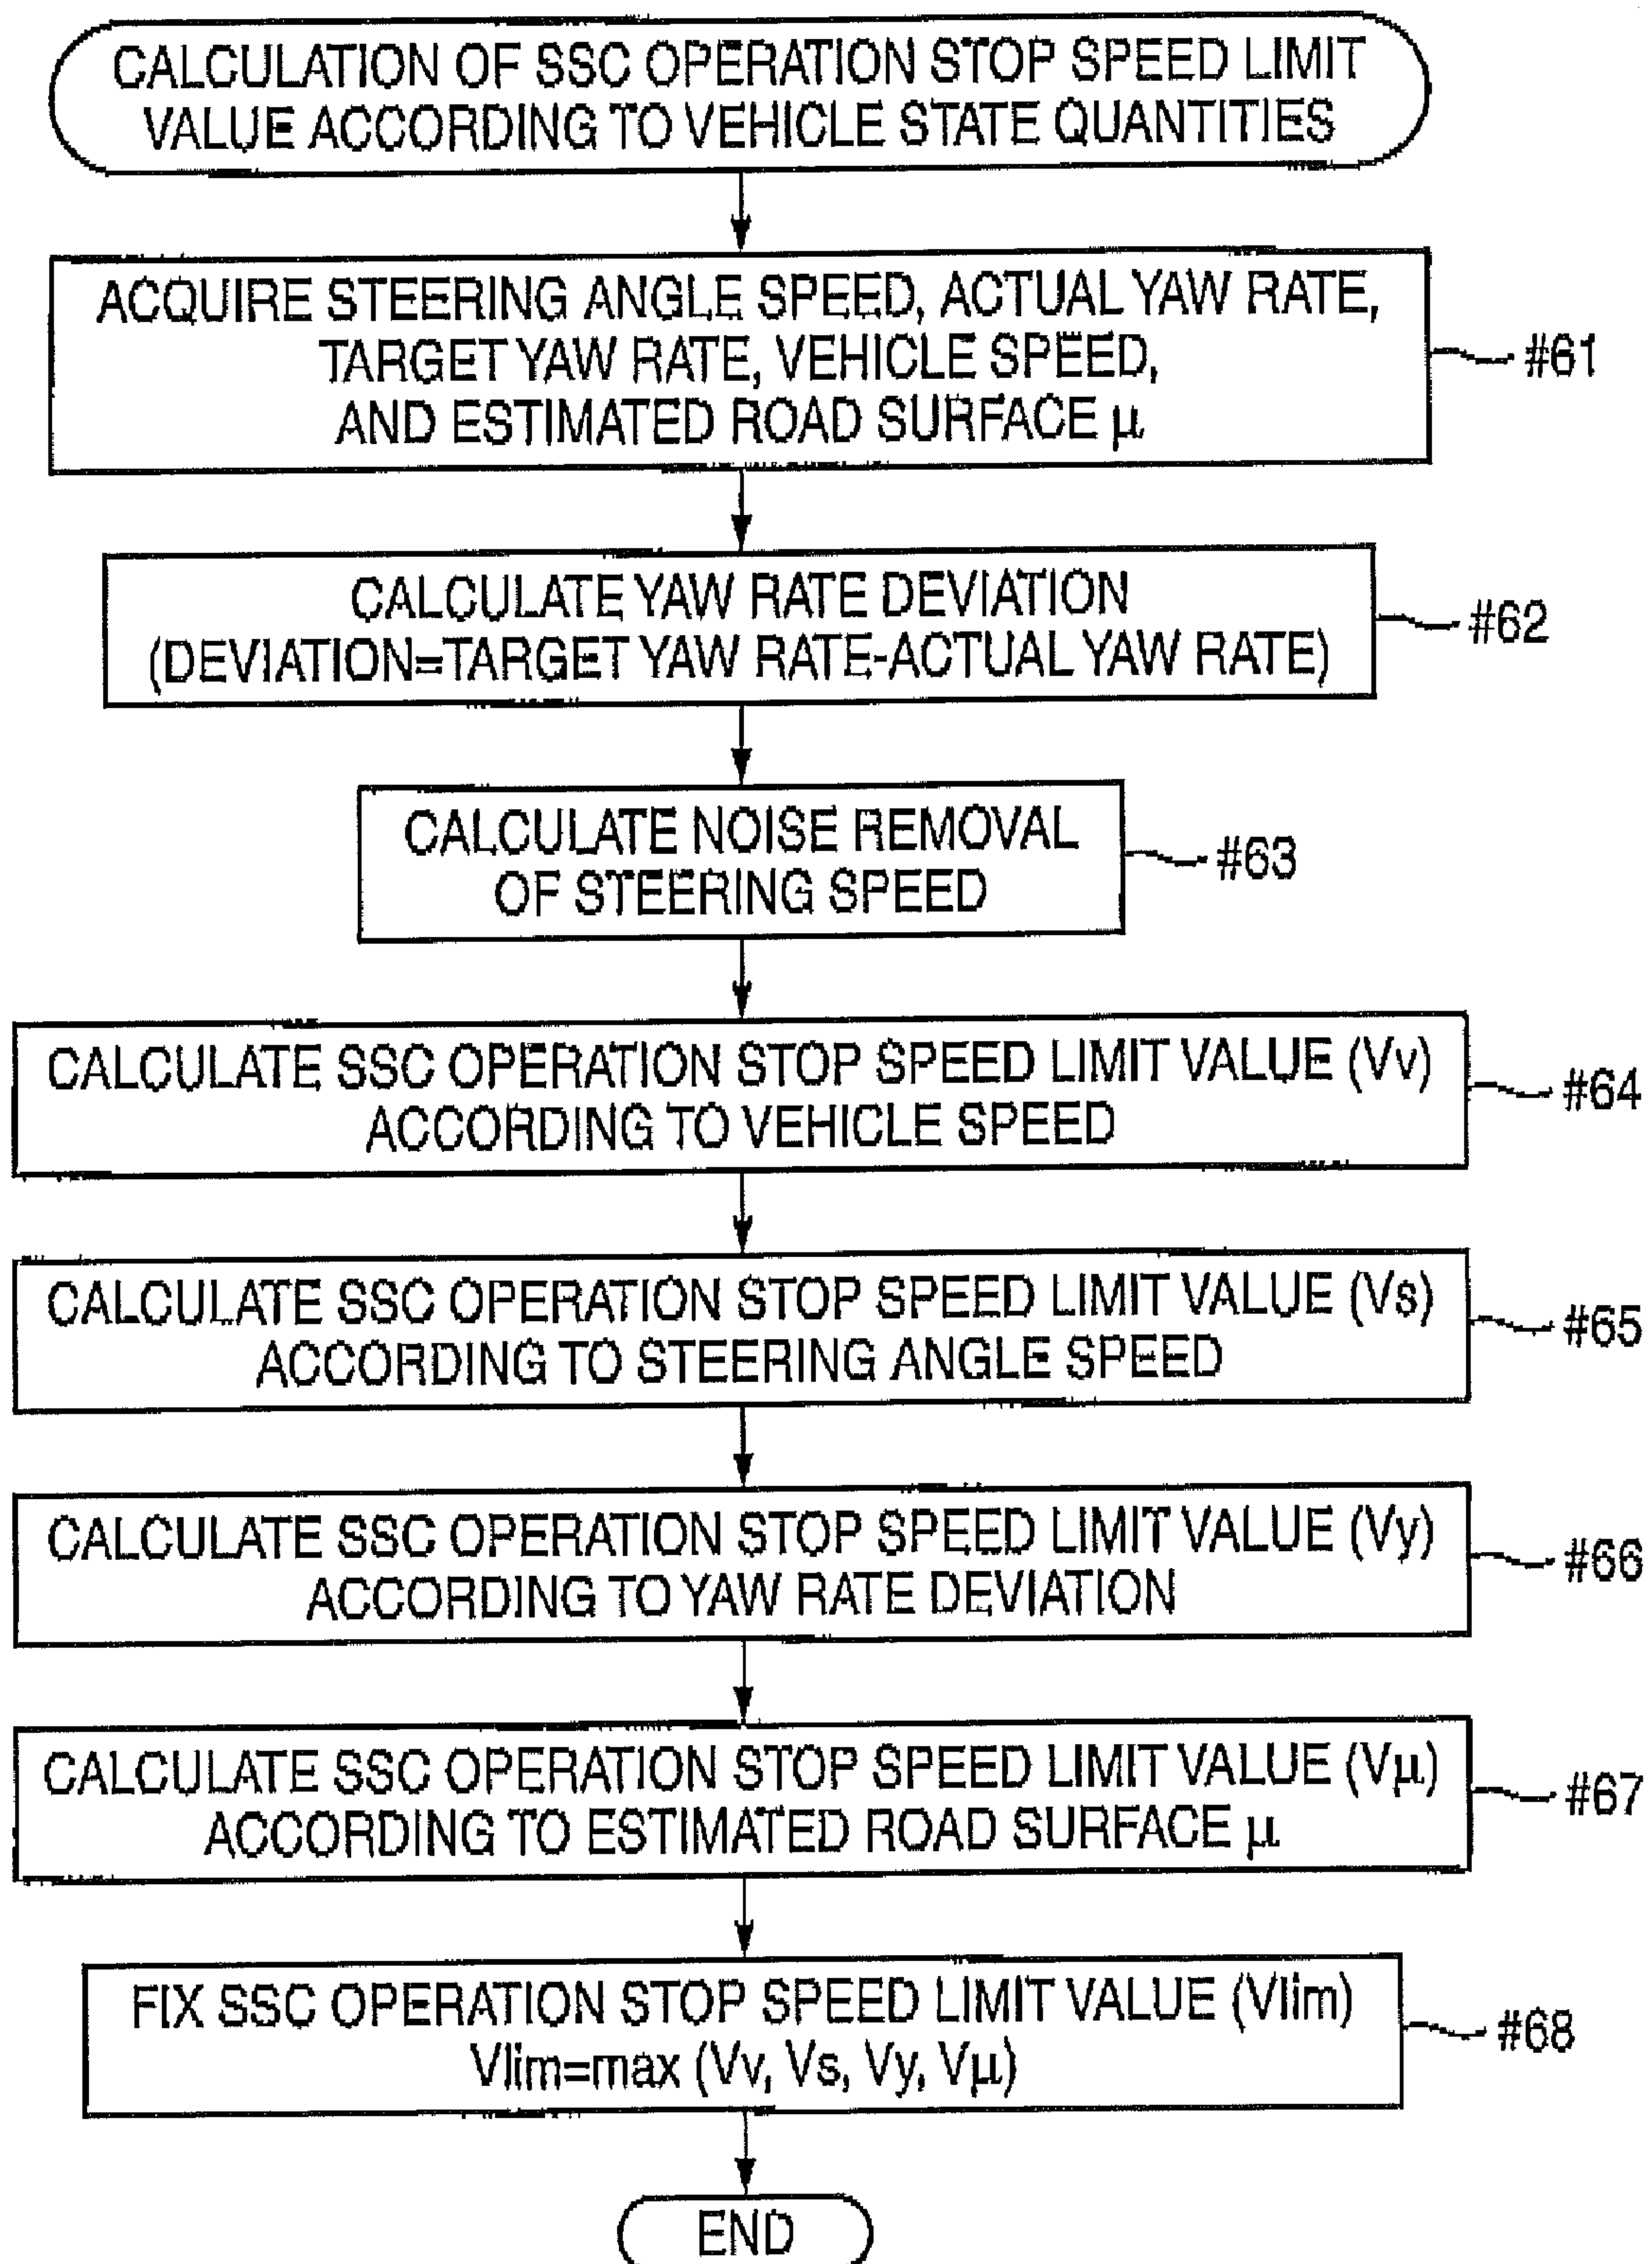 CALCULATION OF SSC OPERATION STOP SPEED LIMIT
VALUE ACCORDING TO VEHICLE STATE QUANTITIES
ACQUIRE STEERING ANGLE SPEED, ACTUAL YAW RATE,
TARGET YAW RATE, VEHICLE SPEED,
AND ESTIMATED ROAD SURFACE μ
#61
CALCULATE YAW RATE DEVIATION
(DEVIATION=TARGET YAW RATE-ACTUAL YAW RATE)
#62
CALCULATE NOISE REMOVAL
OF STEERING SPEED
#63
CALCULATE SSC OPERATION STOP SPEED LIMIT VALUE (Vv)
ACCORDING TO VEHICLE SPEED
#64
CALCULATE SSC OPERATION STOP SPEED LIMIT VALUE (Vs)
ACCORDING TO STEERING ANGLE SPEED
#65
CALCULATE SSC OPERATION STOP SPEED LIMIT VALUE (Vy)
ACCORDING TO YAW RATE DEVIATION
#66
CALCULATE SSC OPERATION STOP SPEED LIMIT VALUE (Vμ)
ACCORDING TO ESTIMATED ROAD SURFACE μ
#67
FIX SSC OPERATION STOP SPEED LIMIT VALUE (Vlim)
Vlim=max (Vv, Vs, Vy, Vμ)
#68
END